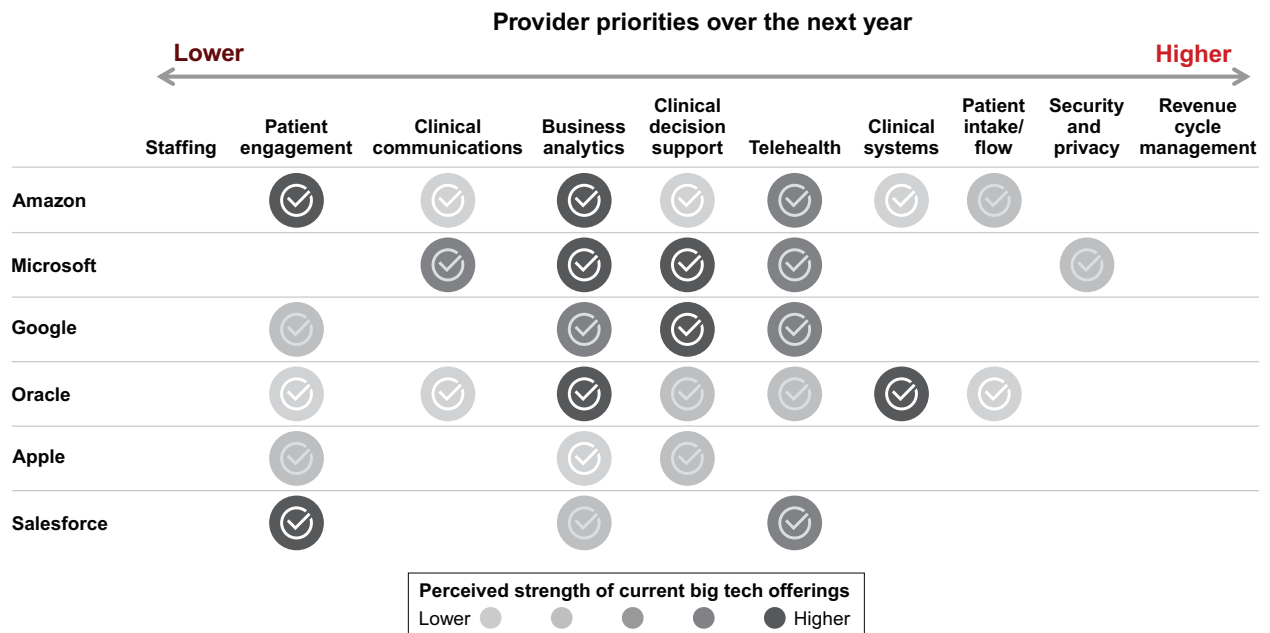 Provider priorities over the next year
Lower Higher
Staffing
Patient
engagement
Clinical
communications
Business
analytics
Clinical
decision
support
Telehealth
Clinical
systems
Patient
intake/
flow
Security
and
privacy
Revenue
cycle
management
Amazon
Microsoft
Google
Oracle
Apple
Salesforce
Perceived strength of current big tech offerings
Lower Higher